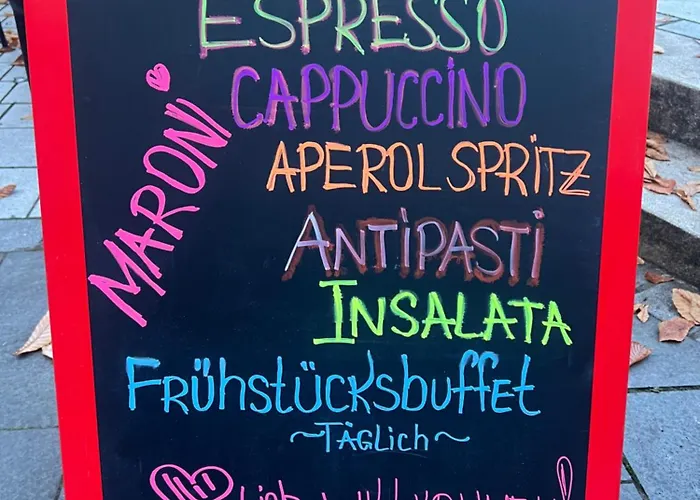 ESPRESSO
CAPPUCCINO
MARONI
APEROL SPRITZ
ANTIPASTI
INSALATA
FRÜHSTÜCKSBUFFET
~TÄGLICH~